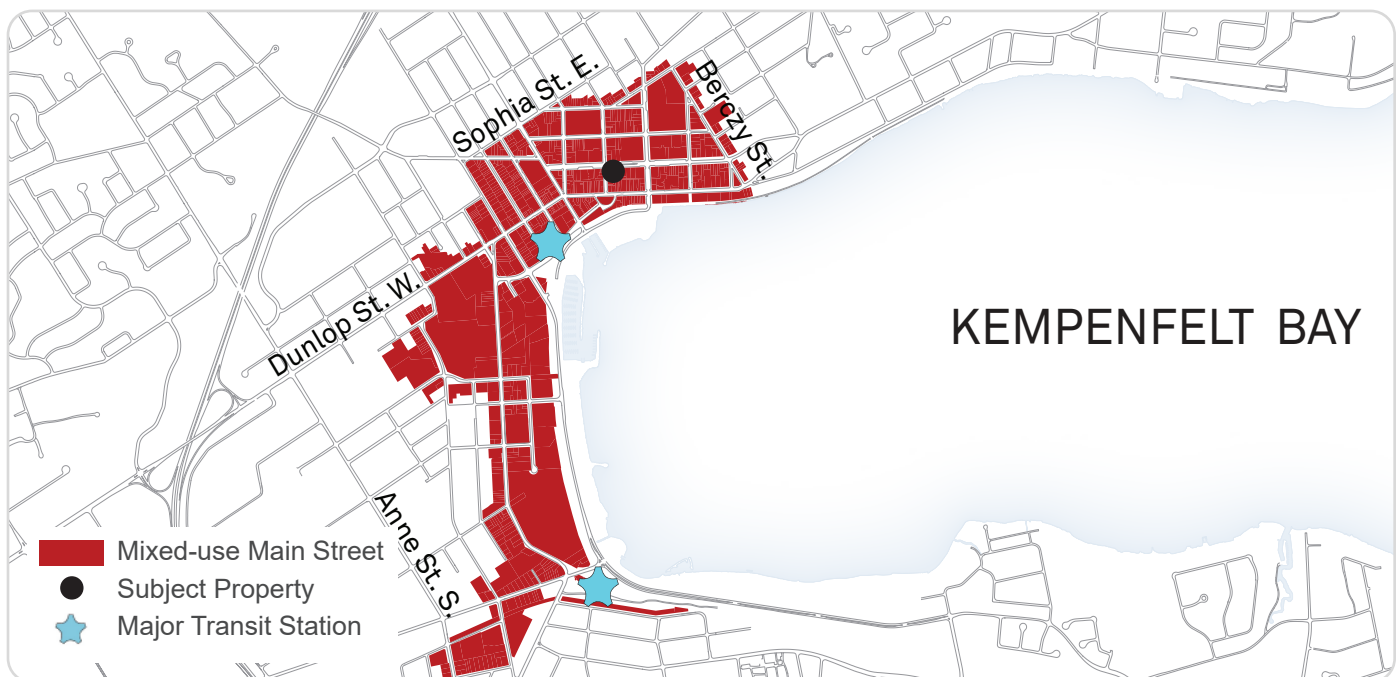 Sophia St. E.
Berczy St.
Dunlop St. W.
KEMPENFELT BAY
Anne St. S.
Mixed-use Main Street
Subject Property
Major Transit Station